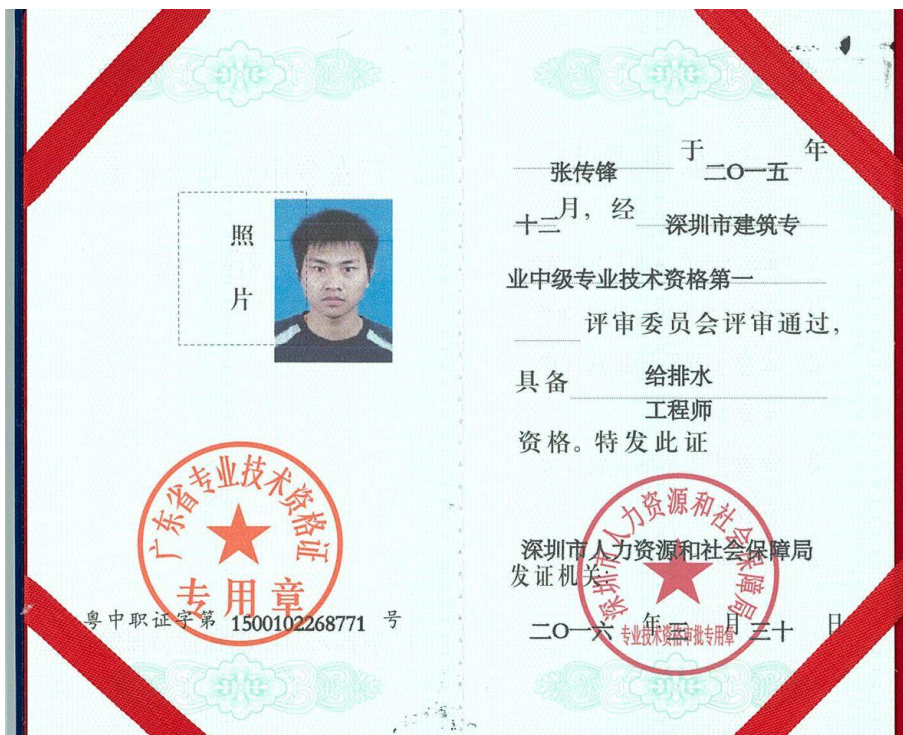 照
片
广东省专业技术资格证
专用章
粤中职证字第 1500102268771 号
张传锋 于 二〇一五 年
十二月，经 深圳市建筑专
业中级专业技术资格第一
评审委员会评审通过，
具备 给排水
工程师
资格。特发此证
深圳市人力资源和社会保障局
深圳市人力资源和社会保障局
发证机关:
二〇一六 年 三 月 三十 日
专业技术资格审批专用章